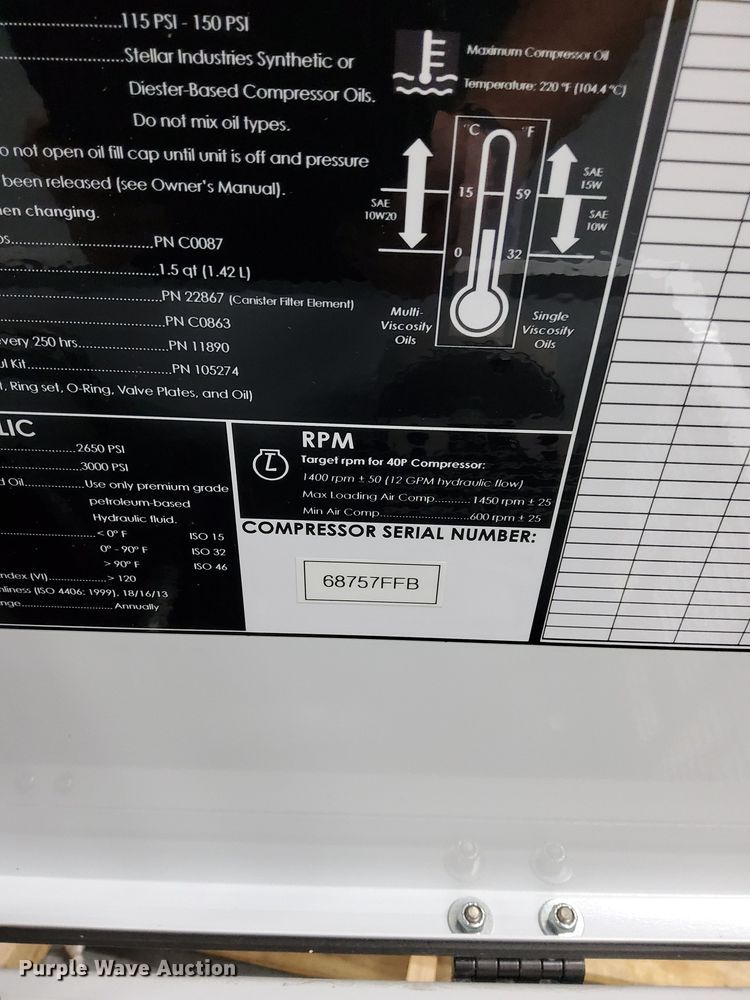 115 PSI - 150 PSI
Stellar Industries Synthetic or
Diester-Based Compressor Oils.
Do not mix oil types.
o not open oil fill cap until unit is off and pressure
been released (see Owner's Manual).
en changing.
PN C0087
1.5 qt (1.42 L)
PN 22867 (Canister Filter Element)
PN C0863
very 250 hrs. PN 11890
Kit. PN 105274
, Ring set, O-Ring, Valve Plates, and Oil)
Maximum Compressor Oil
Temperature: 220 °F (104.4 °C)
°C °F
SAE
15W
15 59
SAE
10W20
SAE
10W
0 32
Multi-
Viscosity
Oils
Single
Viscosity
Oils
LIC
2650 PSI
3000 PSI
d Oil Use only premium grade
petroleum-based
Hydraulic fluid.
< 0° F ISO 15
0° - 90° F ISO 32
> 90° F ISO 46
ndex (VI) > 120
nliness (ISO 4406: 1999). 18/16/13
nge Annually
RPM
Target rpm for 40P Compressor:
1400 rpm ± 50 (12 GPM hydraulic flow)
Max Loading Air Comp. 1450 rpm ± 25
Min Air Comp. 600 rpm ± 25
COMPRESSOR SERIAL NUMBER:
68757FFB
Purple Wave Auction